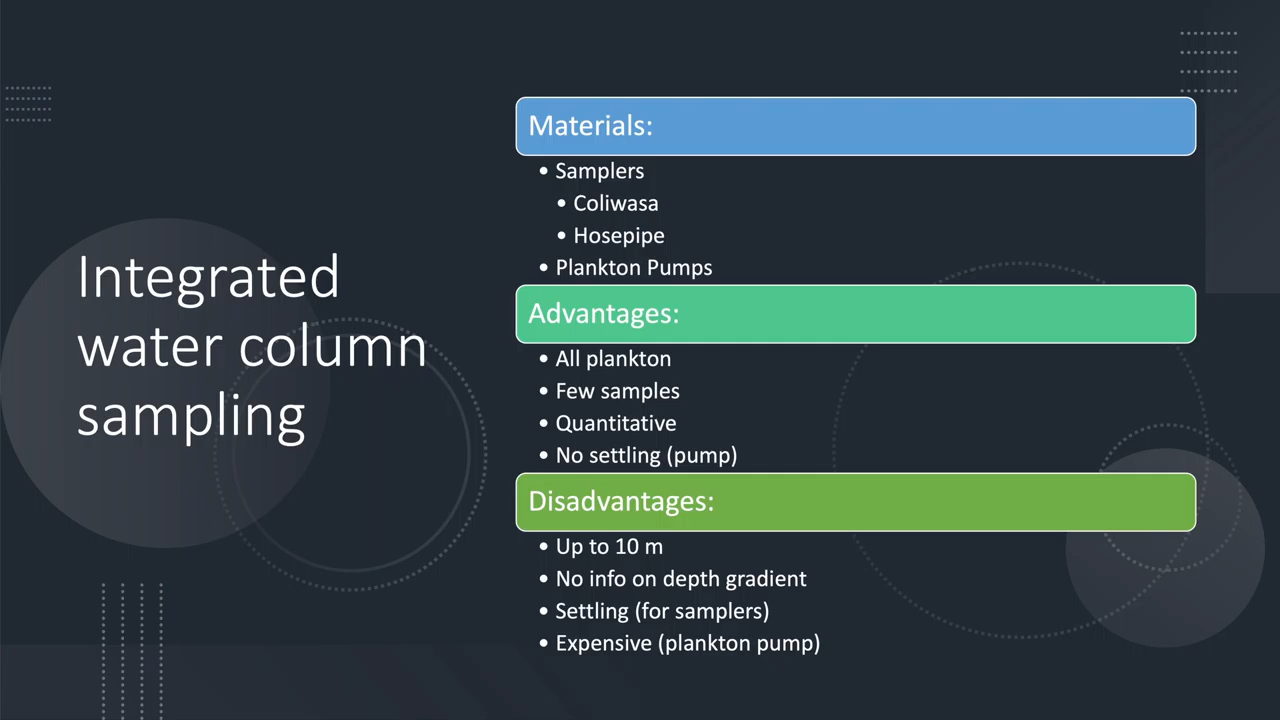 Integrated
water column
sampling
Materials:
• Samplers
• Coliwasa
• Hosepipe
• Plankton Pumps
Advantages:
• All plankton
• Few samples
• Quantitative
• No settling (pump)
Disadvantages:
• Up to 10 m
• No info on depth gradient
• Settling (for samplers)
• Expensive (plankton pump)